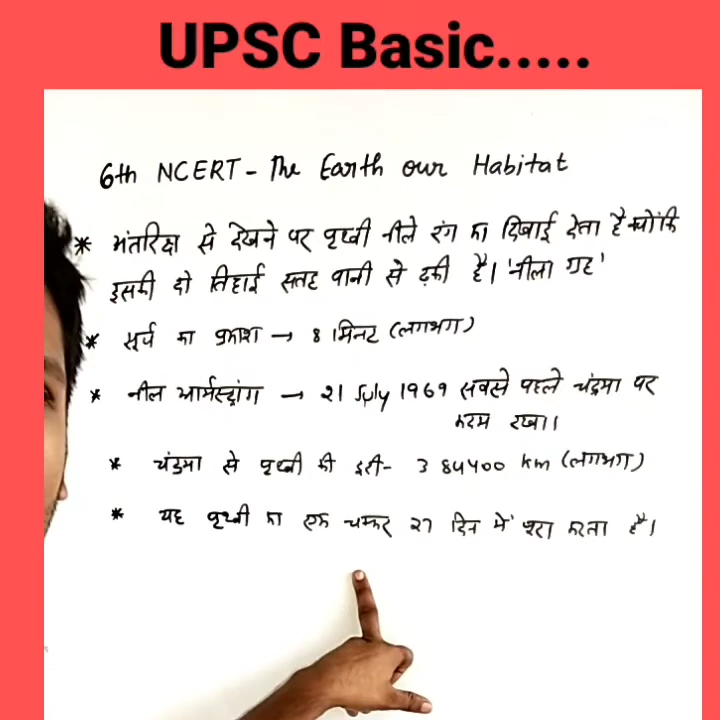 UPSC Basic.....
6th NCERT - The Earth our Habitat
* अंतरिक्ष से देखने पर पृथ्वी नीले रंग का दिखाई देता है क्योंकि
इसकी दो तिहाई सतह पानी से ढ़की है। 'नीला ग्रह'
* सूर्य का प्रकाश → 8 मिनट (लगभग)
* नील आर्मस्ट्रांग → 21 July 1969 सबसे पहले चंद्रमा पर
कदम रखा।
* चंद्रमा से पृथ्वी की दूरी - 384400 km (लगभग)
* यह पृथ्वी का एक चक्कर 27 दिन में पूरा करता है।